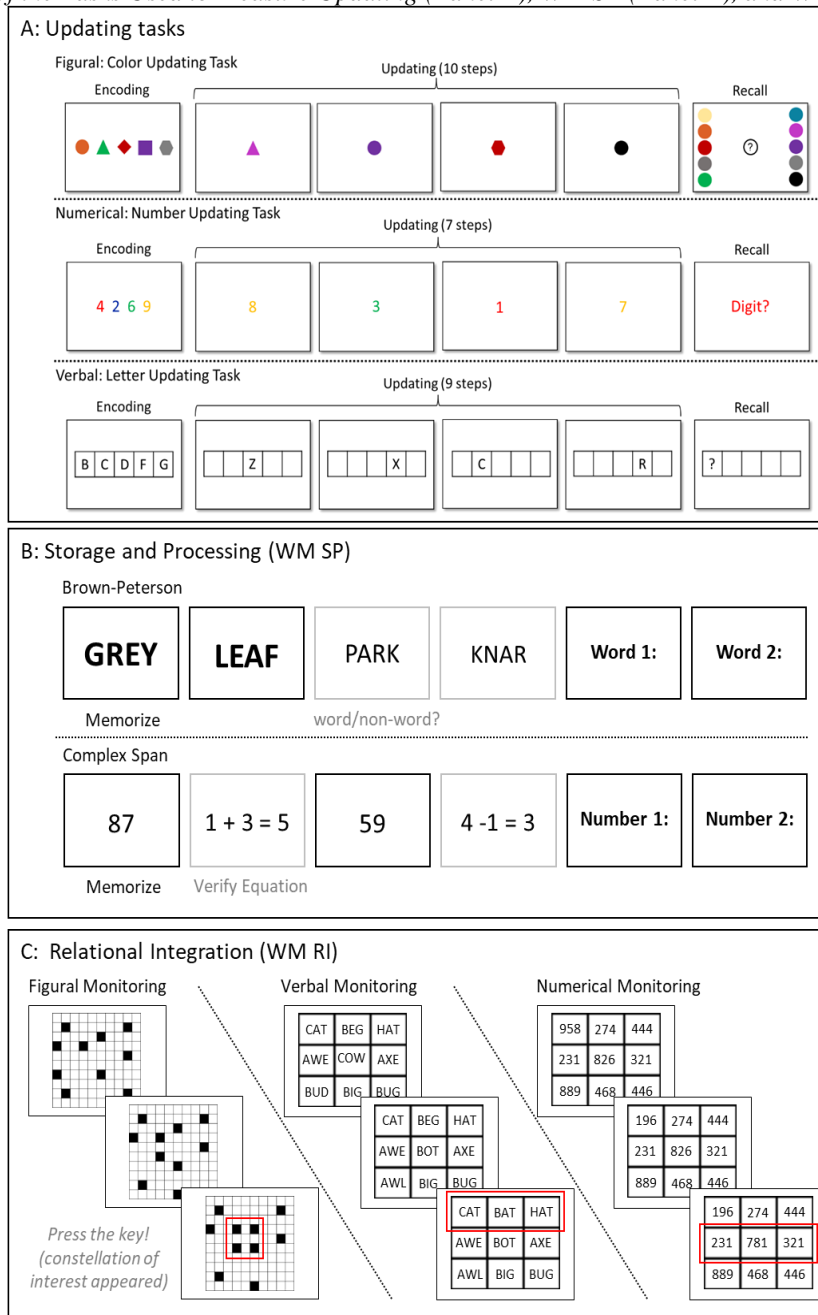 A: Updating tasks
Figural: Color Updating Task
Updating (10 steps)
Encoding
Recall
?
Numerical: Number Updating Task
Updating (7 steps)
Encoding
Recall
4 2 6 9
8
3
1
7
Digit?
Verbal: Letter Updating Task
Updating (9 steps)
Encoding
Recall
B C D F G
Z
X
C
R
?
B: Storage and Processing (WM SP)
Brown-Peterson
GREY
LEAF
PARK
KNAR
Word 1:
Word 2:
Memorize
word/non-word?
Complex Span
87
1 + 3 = 5
59
4 -1 = 3
Number 1:
Number 2:
Memorize
Verify Equation
C: Relational Integration (WM RI)
Figural Monitoring
Verbal Monitoring
Numerical Monitoring
CAT BEG HAT
AWE COW AXE
BUD BIG BUG
CAT BEG HAT
AWE BOT AXE
AWL BIG BUG
CAT BAT HAT
AWE BOT AXE
AWL BIG BUG
958 274 444
231 826 321
889 468 446
196 274 444
231 826 321
889 468 446
196 274 444
231 781 321
889 468 446
Press the key!
(constellation of
interest appeared)